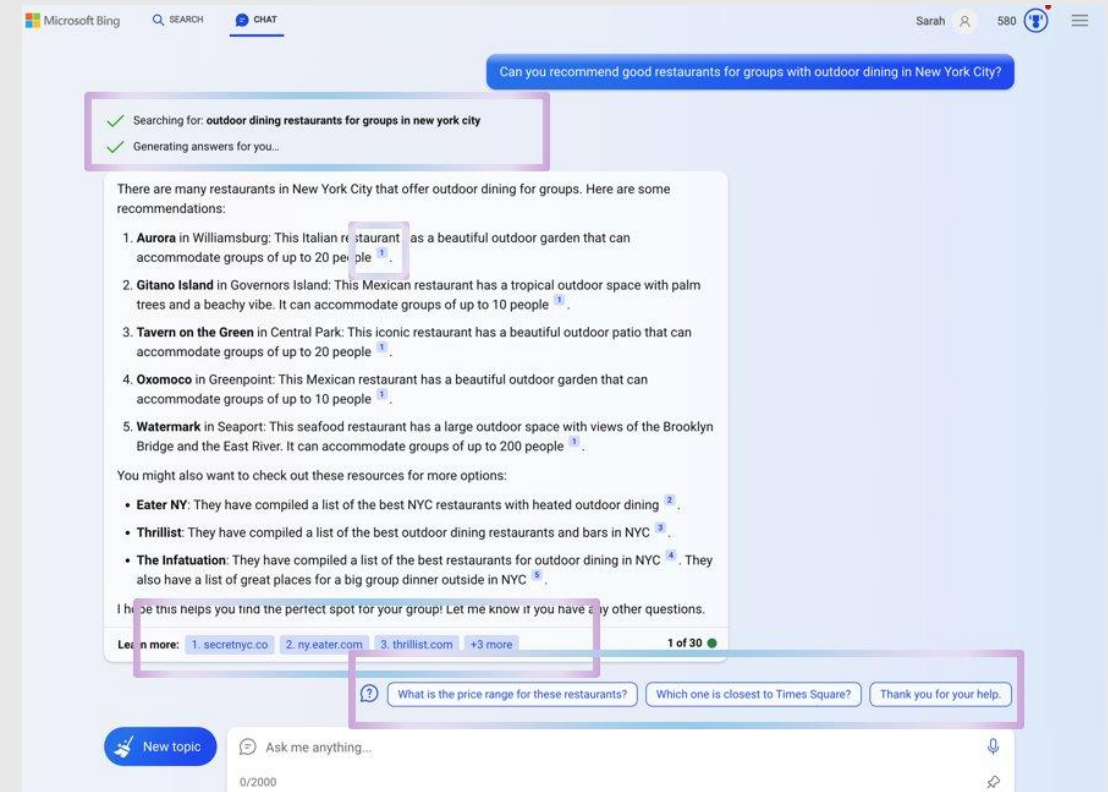 Microsoft Bing
SEARCH
CHAT
Sarah
580
Can you recommend good restaurants for groups with outdoor dining in New York City?
Searching for: outdoor dining restaurants for groups in new york city
Generating answers for you...
There are many restaurants in New York City that offer outdoor dining for groups. Here are some
recommendations:
1. Aurora in Williamsburg: This Italian restaurant has a beautiful outdoor garden that can
accommodate groups of up to 20 people 1 .
2. Gitano Island in Governors Island: This Mexican restaurant has a tropical outdoor space with palm
trees and a beachy vibe. It can accommodate groups of up to 10 people 1 .
3. Tavern on the Green in Central Park: This iconic restaurant has a beautiful outdoor patio that can
accommodate groups of up to 20 people 1 .
4. Oxomoco in Greenpoint: This Mexican restaurant has a beautiful outdoor garden that can
accommodate groups of up to 10 people 1 .
5. Watermark in Seaport: This seafood restaurant has a large outdoor space with views of the Brooklyn
Bridge and the East River. It can accommodate groups of up to 200 people 1 .
You might also want to check out these resources for more options:
• Eater NY: They have compiled a list of the best NYC restaurants with heated outdoor dining 2 .
• Thrillist: They have compiled a list of the best outdoor dining restaurants and bars in NYC 3 .
• The Infatuation: They have compiled a list of the best restaurants for outdoor dining in NYC 4 . They
also have a list of great places for a big group dinner outside in NYC 5 .
I hope this helps you find the perfect spot for your group! Let me know if you have any other questions.
Learn more: 1. secretnyc.co 2. ny.eater.com 3. thrillist.com +3 more 1 of 30
What is the price range for these restaurants? Which one is closest to Times Square? Thank you for your help.
New topic
Ask me anything...
0/2000